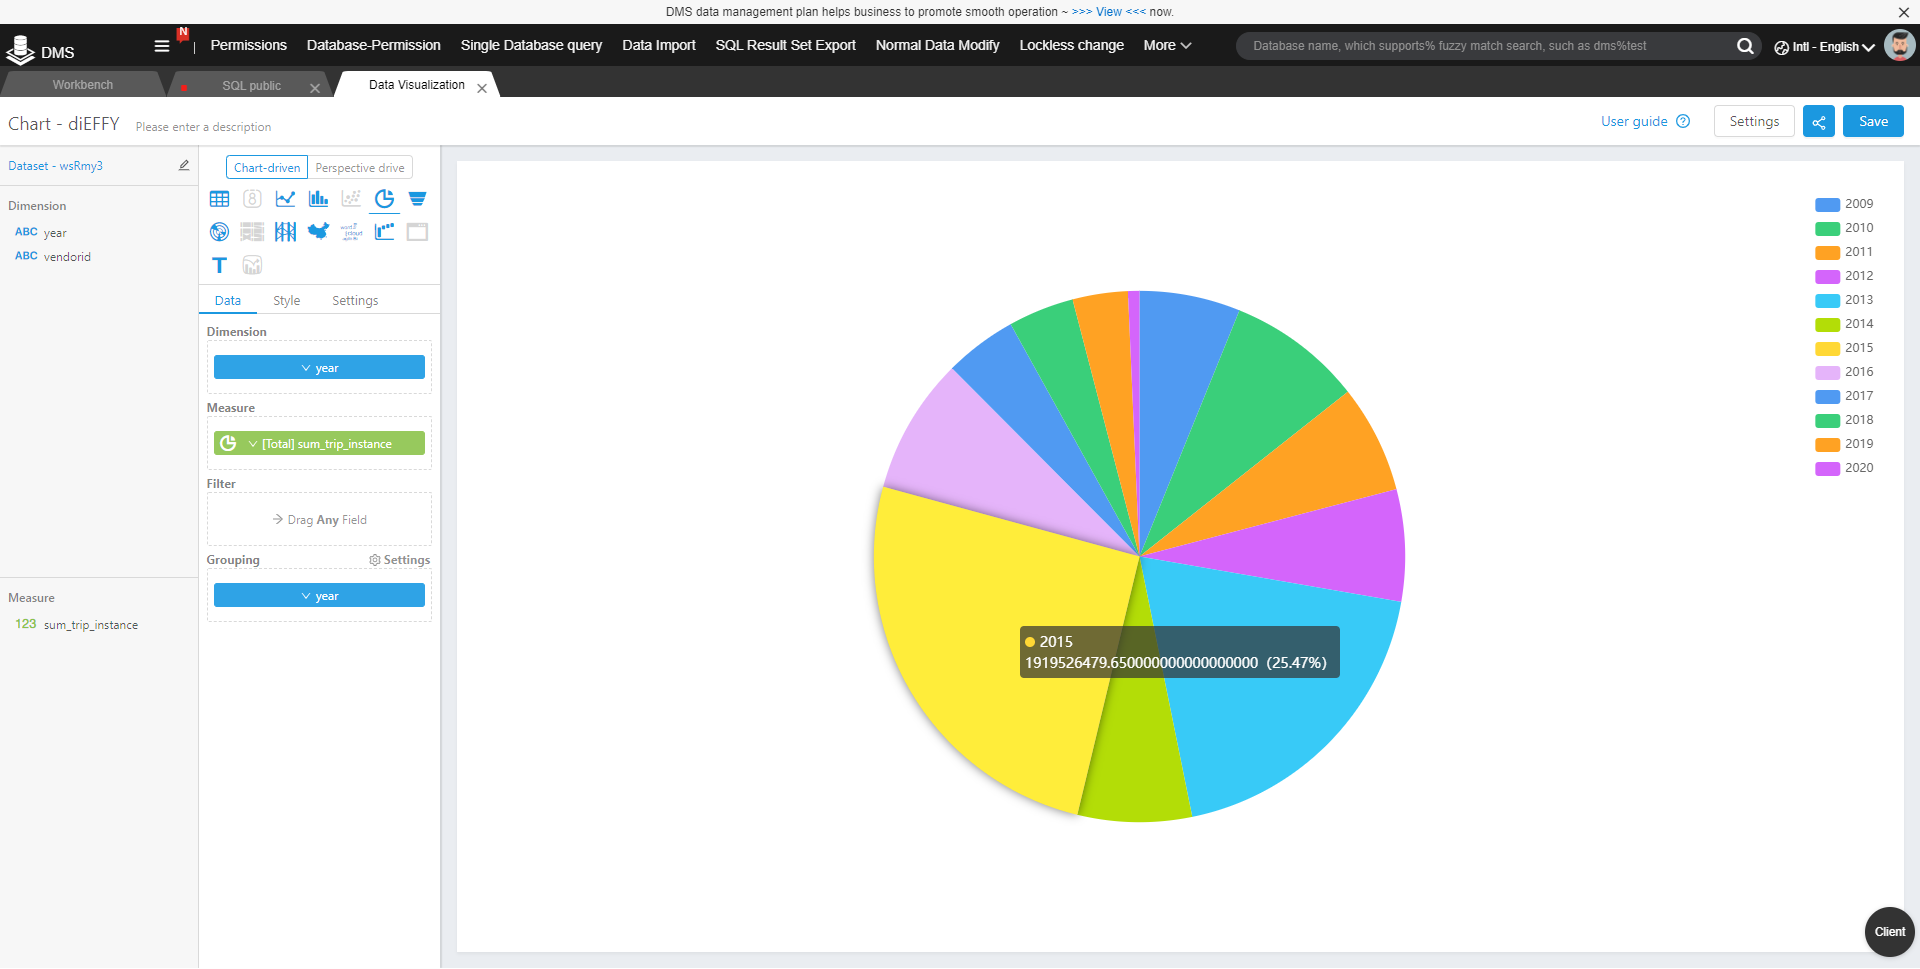 DMS data management plan helps business to promote smooth operation ~ >>> View <<< now.
DMS
N
Permissions
Database-Permission
Single Database query
Data Import
SQL Result Set Export
Normal Data Modify
Lockless change
More
Database name, which supports% fuzzy match search, such as dms%test
Intl - English
Workbench
SQL public
Data Visualization
Chart - diEFFY
Please enter a description
User guide
Settings
Save
Dataset - wsRmy3
Dimension
ABC year
ABC vendorid
Measure
123 sum_trip_instance
Chart-driven
Perspective drive
T
Data
Style
Settings
Dimension
year
Measure
[Total] sum_trip_instance
Filter
Drag Any Field
Grouping
Settings
year
2015
1919526479.650000000000000000 (25.47%)
2009
2010
2011
2012
2013
2014
2015
2016
2017
2018
2019
2020
Client